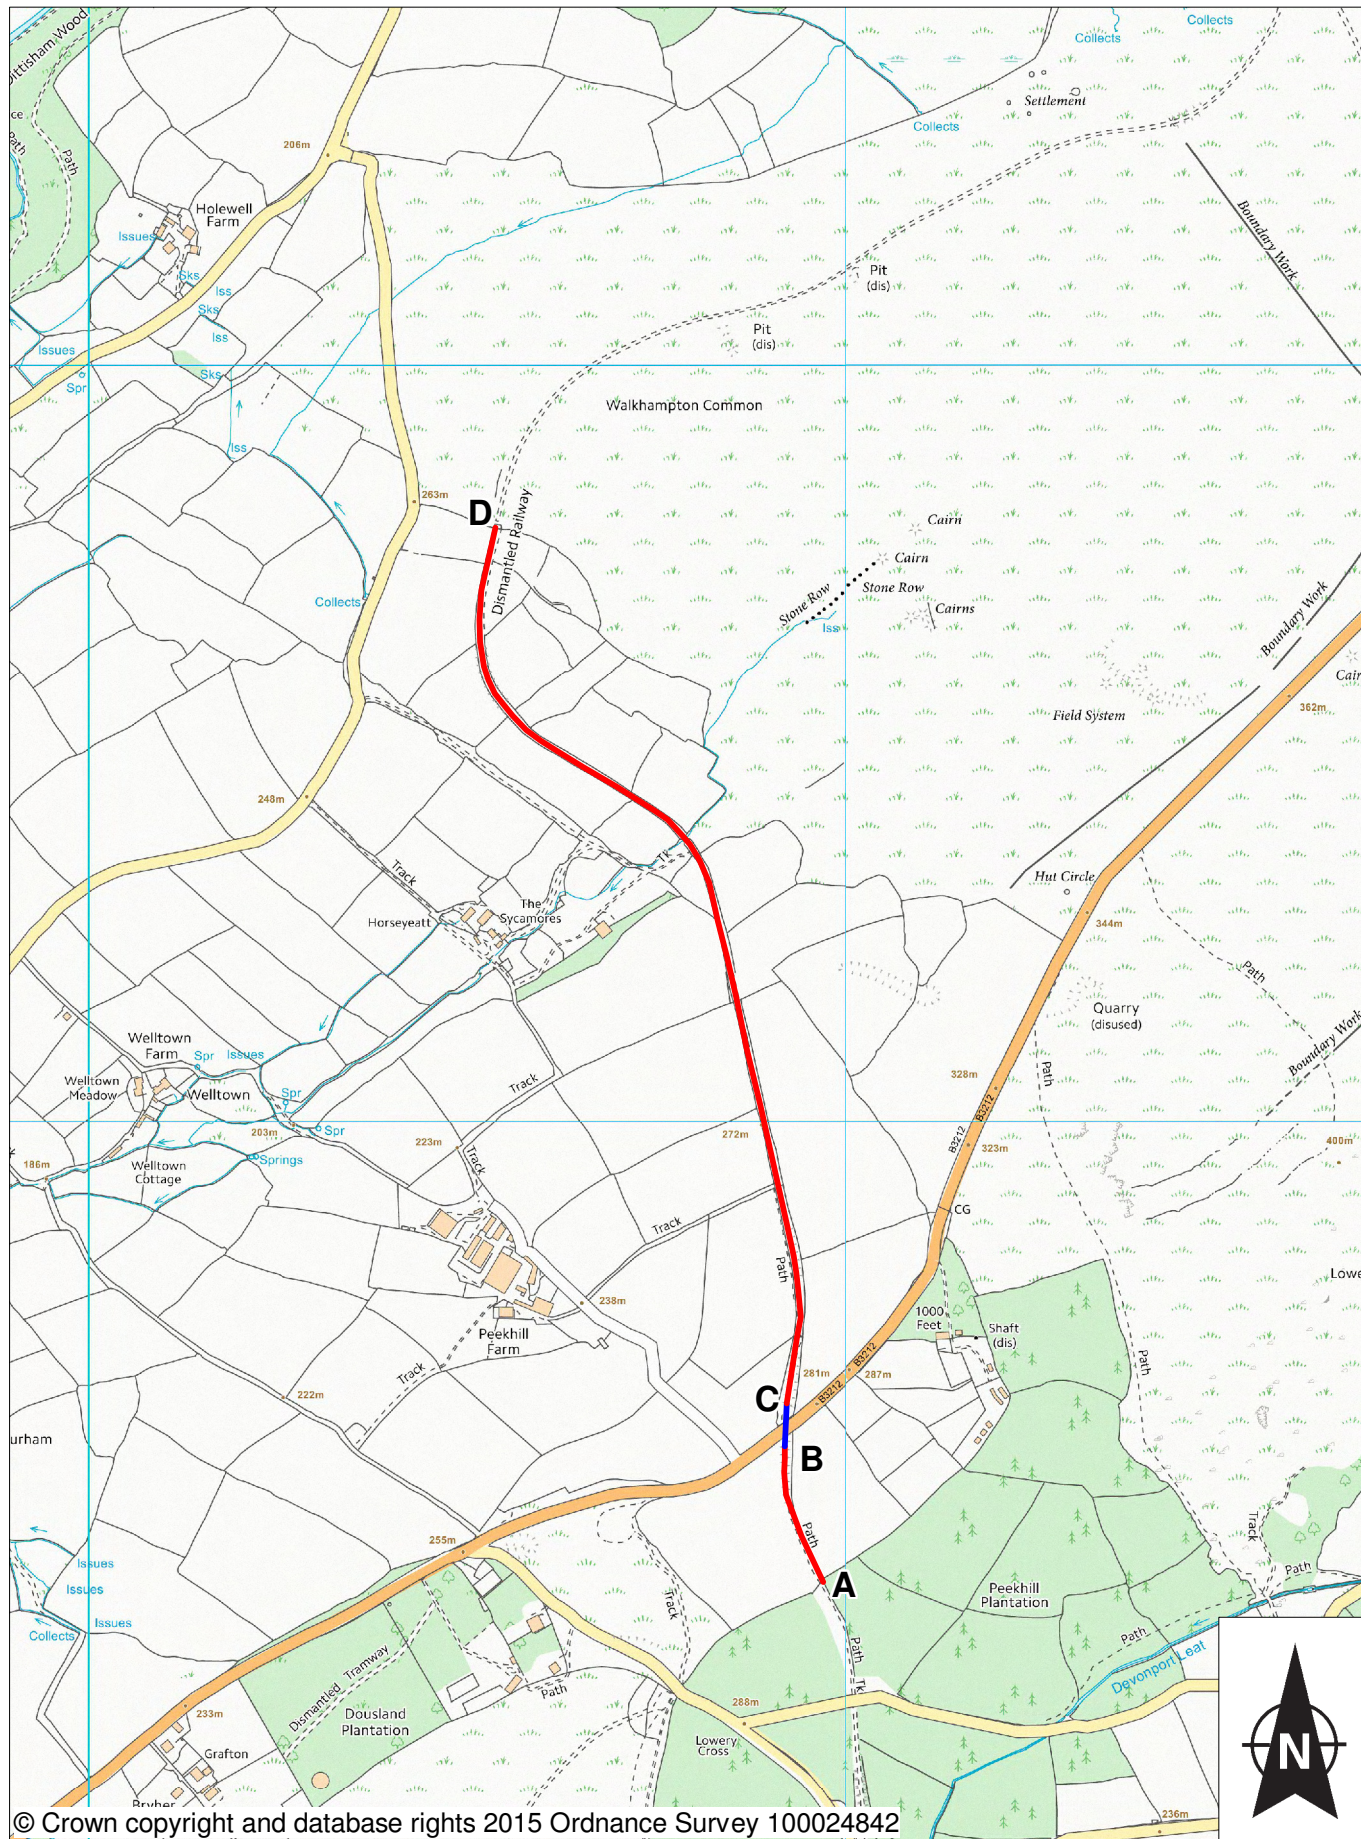 Collects
Collects
Settlement
Collects
Path
Path
206m
Holewell
Farm
Issues
Sks
Iss
Sks
Iss
Issues
Sks
Spr
Boundary Work
Pit
(dis)
Pit
(dis)
Walkhampton Common
Iss
263m
D
Dismantled Railway
Cairn
Cairn
Stone Row
Stone Row
Cairns
Iss
Collects
Boundary Work
362m
Field System
248m
Track
Tk
Hut Circle
The
Sycamores
Horseyeatt
344m
Path
Quarry
(disused)
Boundary Work
Welltown
Farm
Spr
Issues
Welltown
Meadow
Welltown
Spr
Track
328m
Path
B3212
203m
Spr
223m
272m
B3212
323m
400m
186m
Welltown
Cottage
Springs
Track
CG
Track
Path
238m
1000
Feet
Shaft
(dis)
Peekhill
Farm
Track
281m
B3212
287m
Path
222m
C
B3212
B
urham
255m
Path
Track
Issues
Issues
Issues
Collects
A
Peekhill
Plantation
Path
Track
Path
Path
Devonport Leat
Dismantled Tramway
Path
Tk
288m
233m
Dousland
Plantation
Lowery
Cross
Grafton
N
236m
© Crown copyright and database rights 2015 Ordnance Survey 100024842